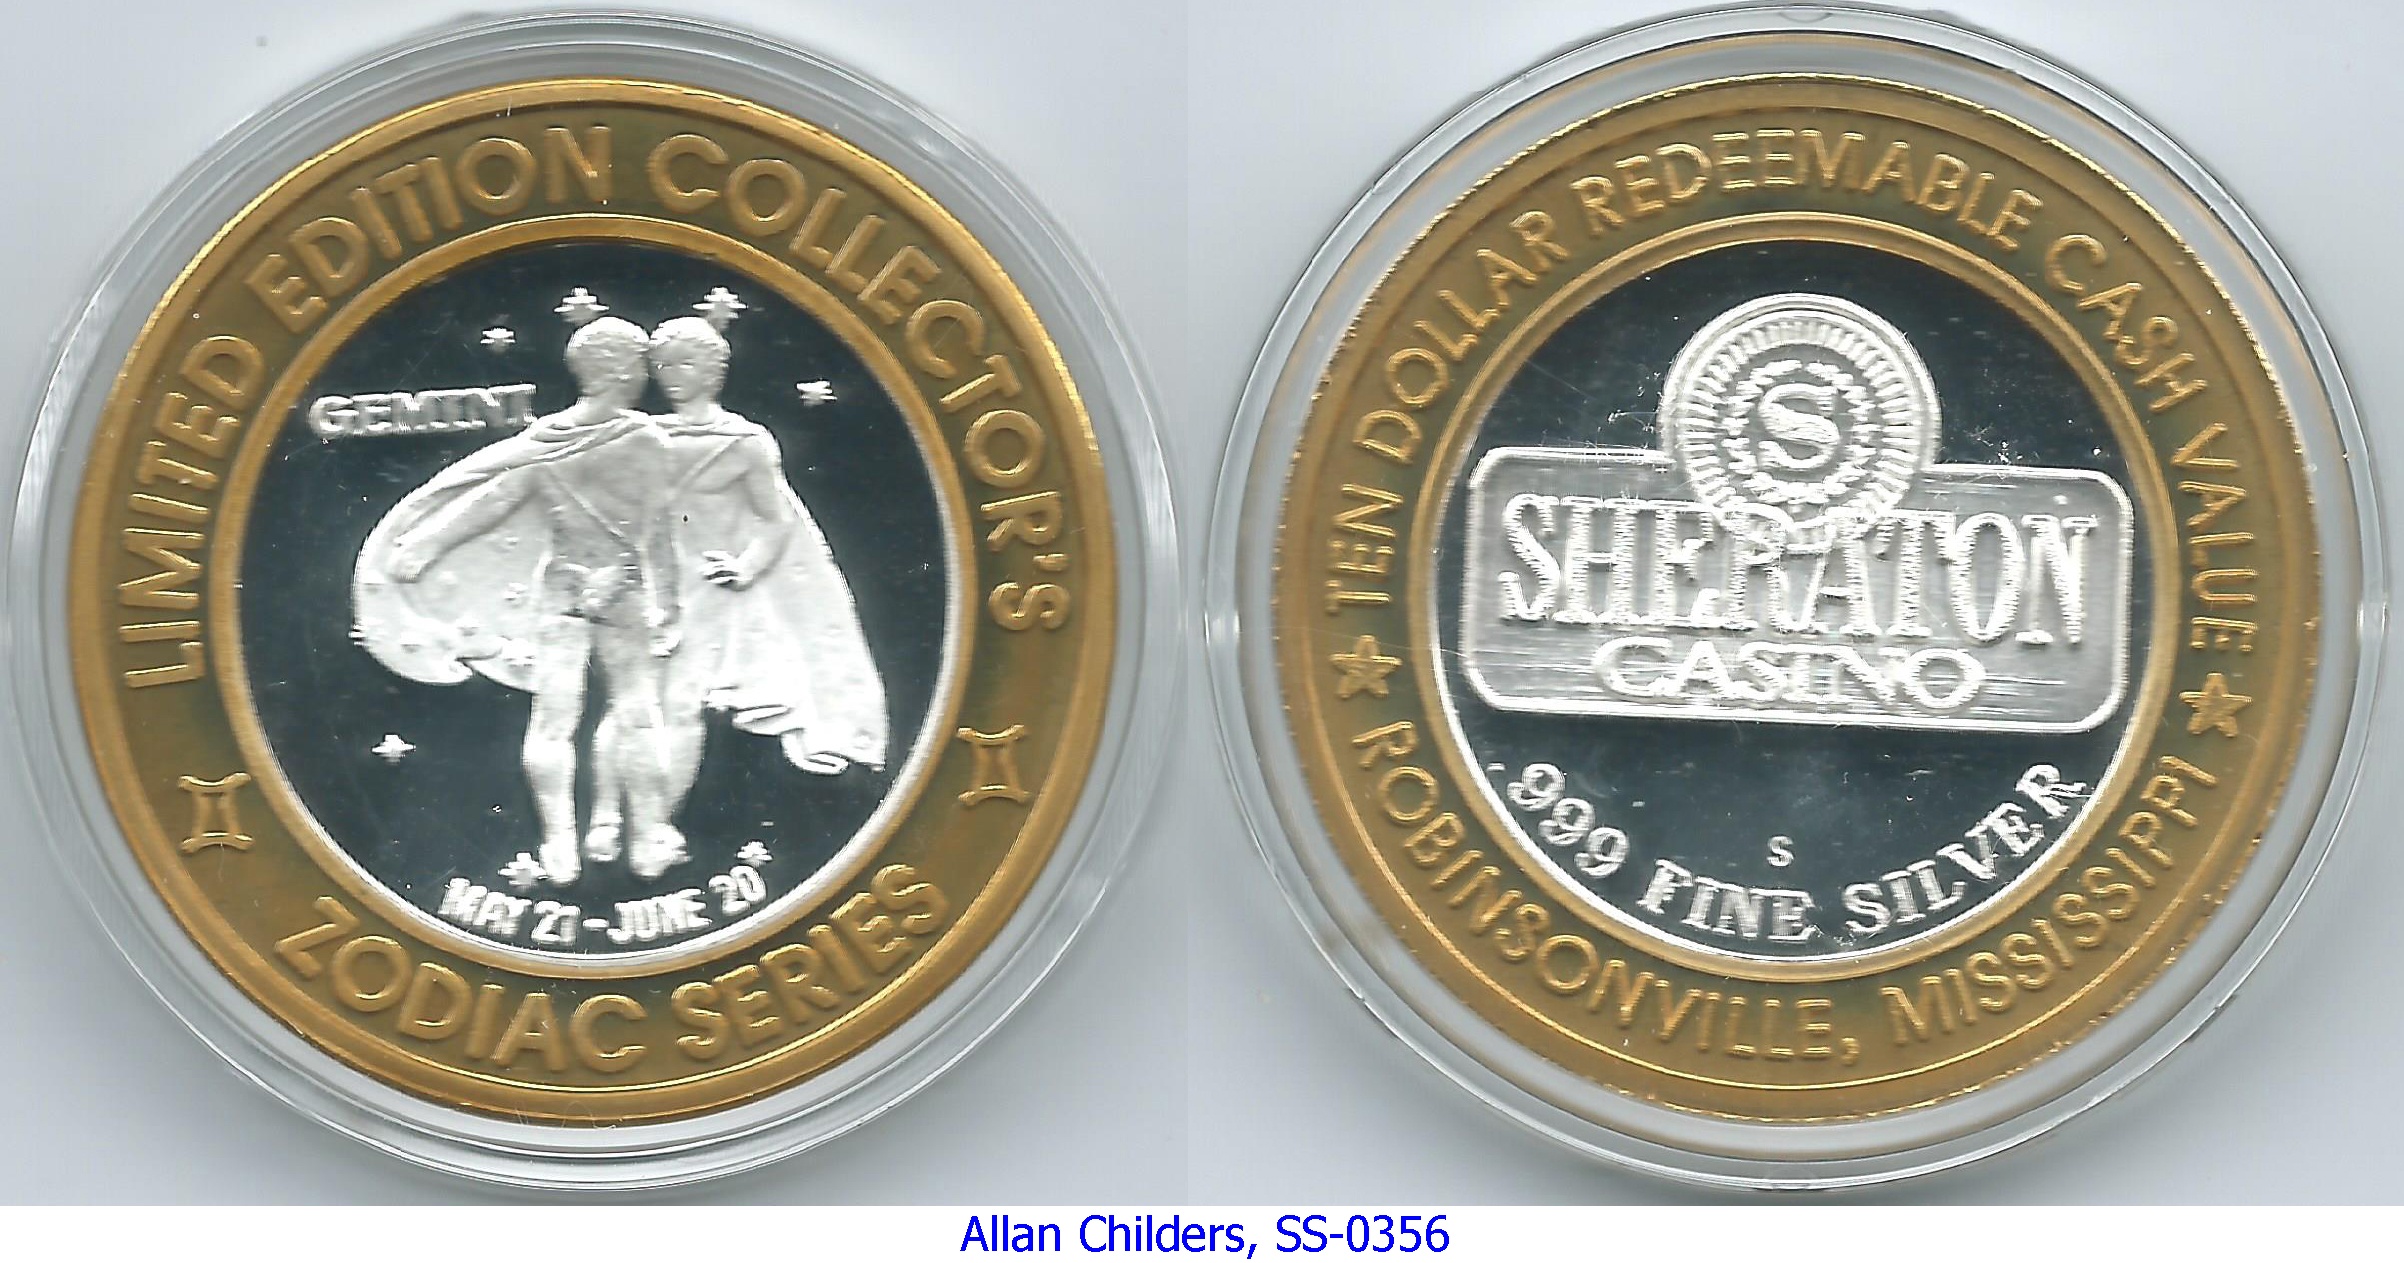 LIMITED EDITION COLLECTOR'S
GEMINI
MAY 21 - JUNE 20
ZODIAC SERIES
TEN DOLLAR REDEEMABLE CASH VALUE
S
SHERATON
CASINO
.999 FINE SILVER
S
ROBINSONVILLE, MISSISSIPPI
Allan Childers, SS-0356